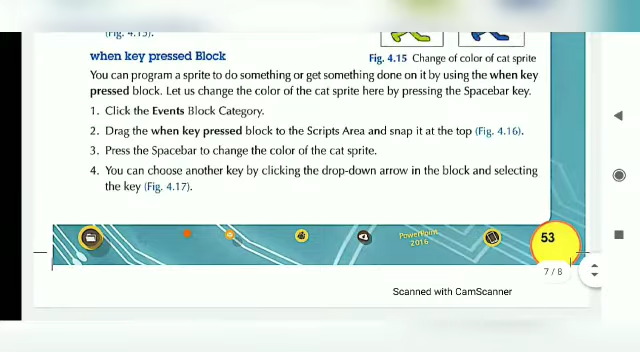 (Fig. 4.15).
when key pressed Block
Fig. 4.15 Change of color of cat sprite
You can program a sprite to do something or get something done on it by using the when key
pressed block. Let us change the color of the cat sprite here by pressing the Spacebar key.
1. Click the Events Block Category.
2. Drag the when key pressed block to the Scripts Area and snap it at the top (Fig. 4.16).
3. Press the Spacebar to change the color of the cat sprite.
4. You can choose another key by clicking the drop-down arrow in the block and selecting
the key (Fig. 4.17).
PowerPoint
2016
53
7 / 8
Scanned with CamScanner